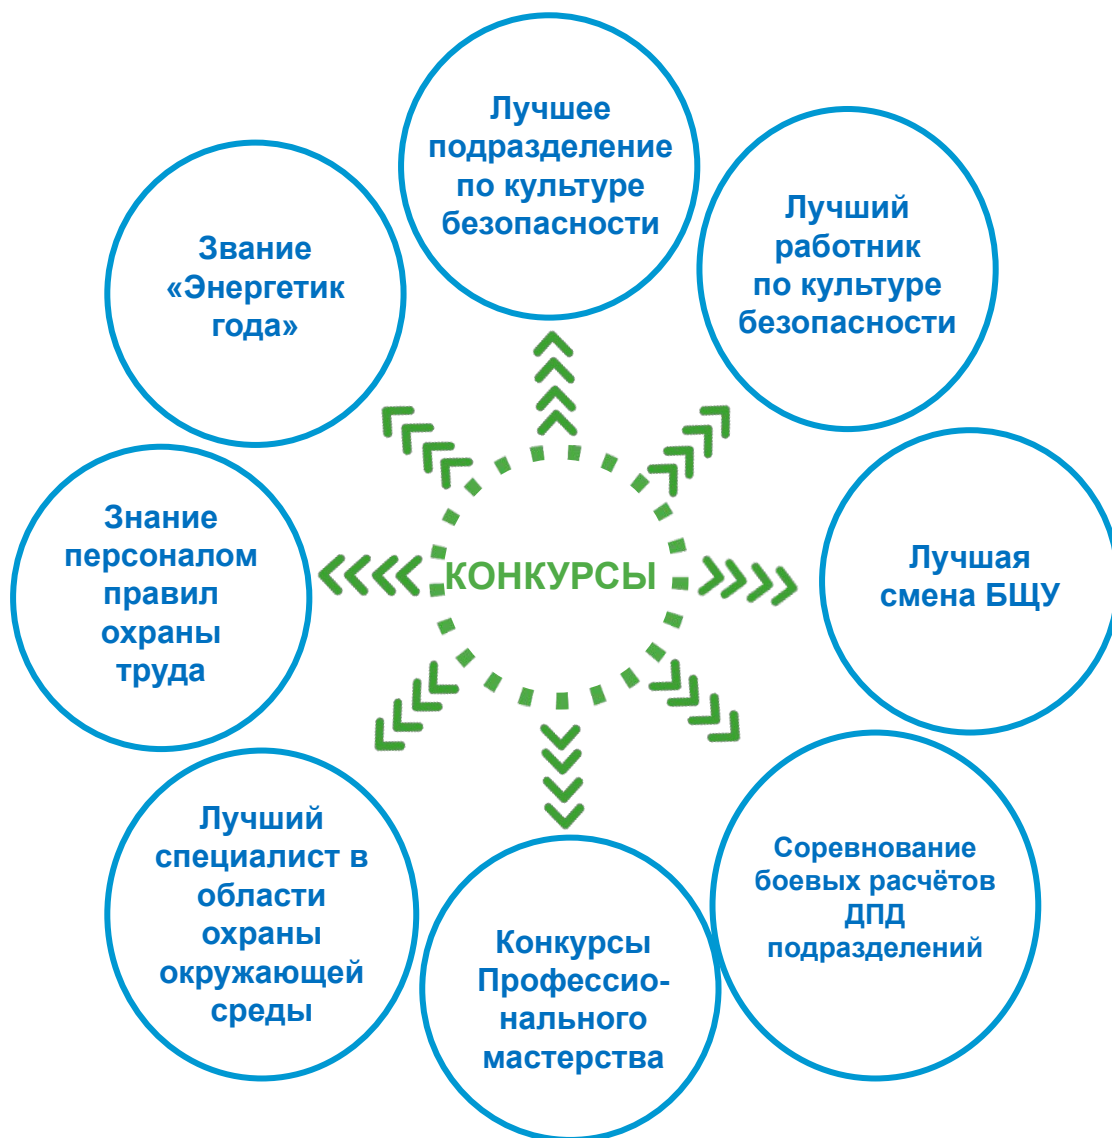 Лучшее
подразделение
по культуре
безопасности
Лучший
работник
по культуре
безопасности
Звание
«Энергетик
года»
Знание
персоналом
правил
охраны
труда
КОНКУРСЫ
Лучшая
смена БЩУ
Лучший
специалист в
области
охраны
окружающей
среды
Конкурсы
Профессио-
нального
мастерства
Соревнование
боевых расчётов
ДПД
подразделений